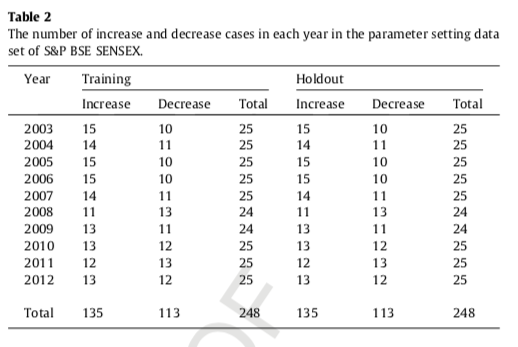 Table 2
The number of increase and decrease cases in each year in the parameter setting data
set of S&P BSE SENSEX.
Year Training Holdout
Increase Decrease Total Increase Decrease Total
2003 15 10 25 15 10 25
2004 14 11 25 14 11 25
2005 15 10 25 15 10 25
2006 15 10 25 15 10 25
2007 14 11 25 14 11 25
2008 11 13 24 11 13 24
2009 13 11 24 13 11 24
2010 13 12 25 13 12 25
2011 12 13 25 12 13 25
2012 13 12 25 13 12 25
Total 135 113 248 135 113 248